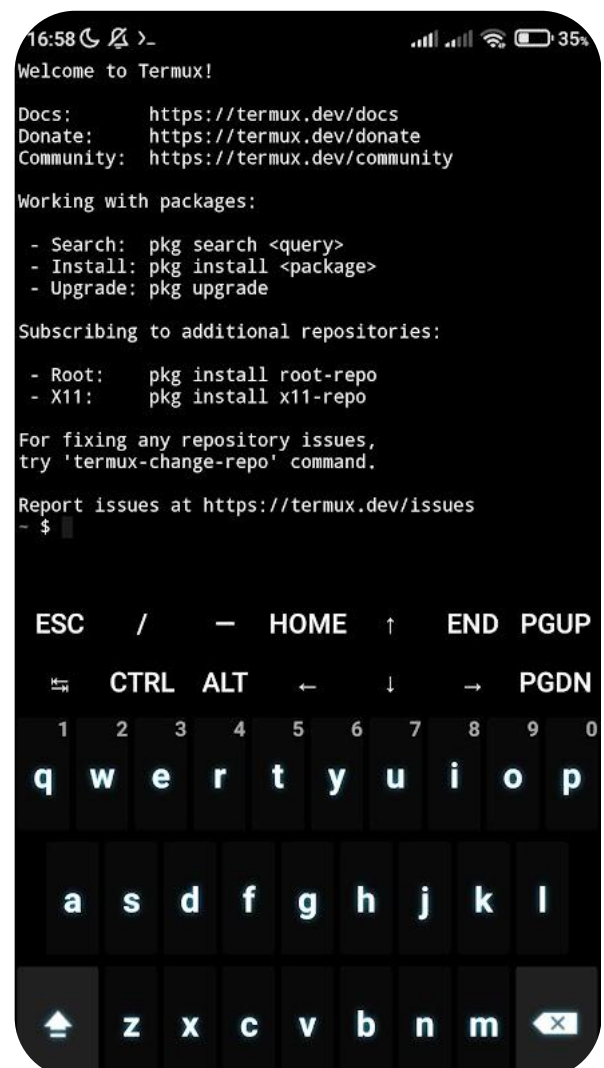 16:58 35%
Welcome to Termux!
Docs: https://termux.dev/docs
Donate: https://termux.dev/donate
Community: https://termux.dev/community
Working with packages:
- Search: pkg search <query>
- Install: pkg install <package>
- Upgrade: pkg upgrade
Subscribing to additional repositories:
- Root: pkg install root-repo
- X11: pkg install x11-repo
For fixing any repository issues,
try 'termux-change-repo' command.
Report issues at https://termux.dev/issues
~ $
ESC / — HOME ↑ END PGUP
↹ CTRL ALT ← ↓ → PGDN
1 2 3 4 5 6 7 8 9 0
q w e r t y u i o p
a s d f g h j k l
z x c v b n m